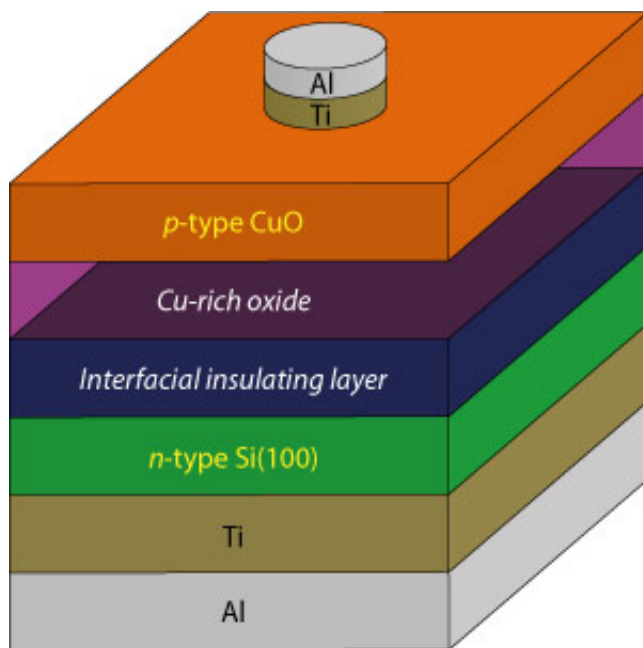 Al
Ti
p-type CuO
Cu-rich oxide
Interfacial insulating layer
n-type Si(100)
Ti
Al